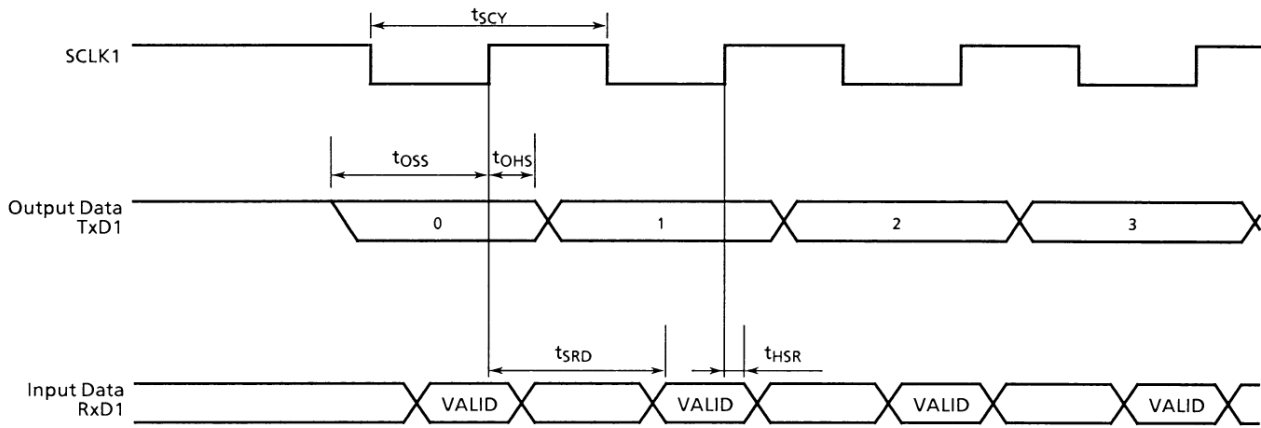 tSCY
SCLK1
tOSS
tOHS
Output Data
TxD1
0
1
2
3
tSRD
tHSR
Input Data
RxD1
VALID
VALID
VALID
VALID